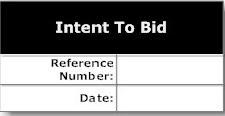 Intent To Bid
Reference
Number:
Date: